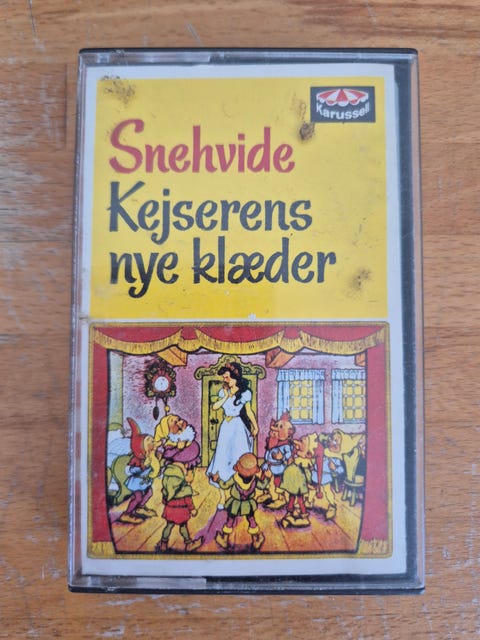 Karussell
Snehvide
Kejserens
nye klæder